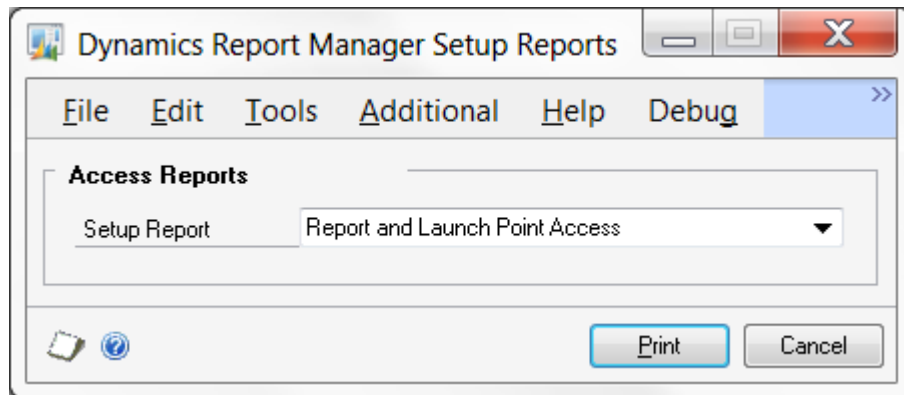 Dynamics Report Manager Setup Reports
File Edit Tools Additional Help Debug »
Access Reports
Setup Report Report and Launch Point Access
Print Cancel